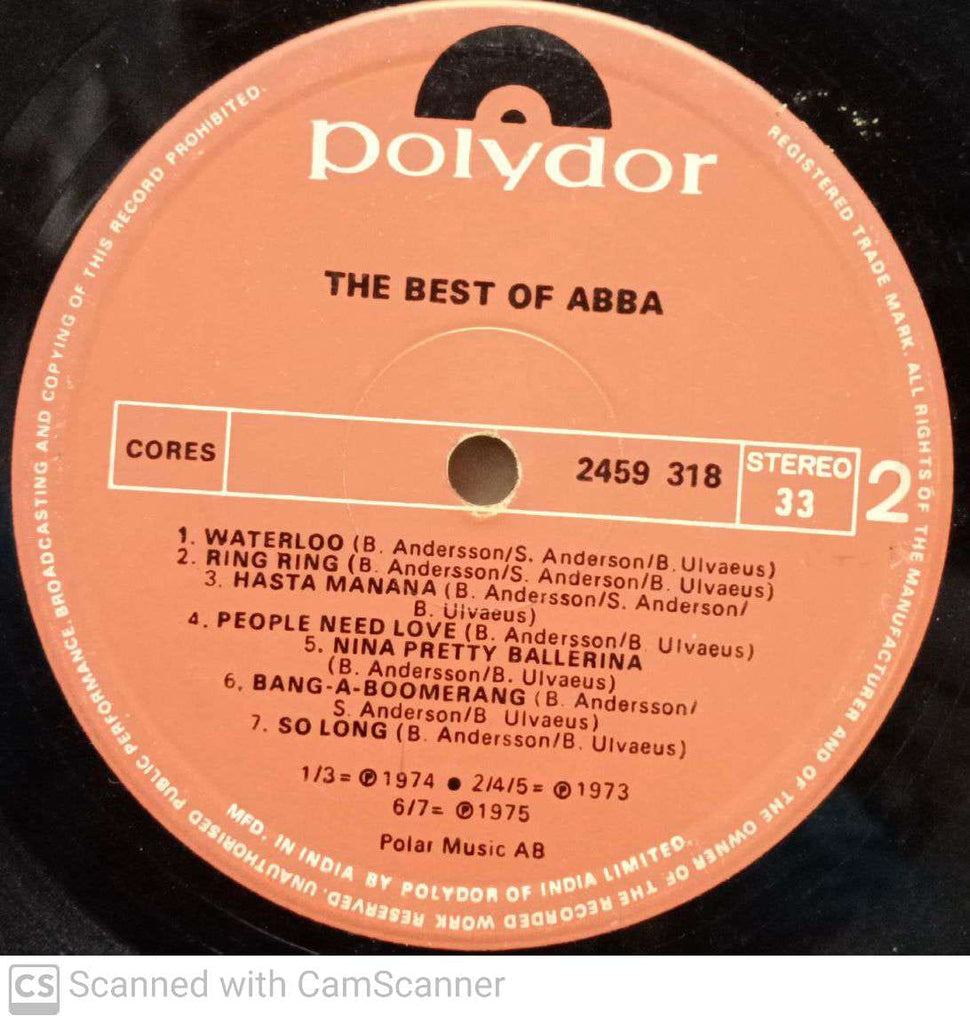 polydor
THE BEST OF ABBA
CORES
2459 318
STEREO
33
2
1. WATERLOO (B. Andersson/S. Anderson/B. Ulvaeus)
2. RING RING (B. Andersson/S. Anderson/B. Ulvaeus)
3. HASTA MANANA (B. Andersson/S. Anderson/
B. Ulvaeus)
4. PEOPLE NEED LOVE (B. Andersson/B. Ulvaeus)
5. NINA PRETTY BALLERINA
(B. Andersson/B. Ulvaeus)
6. BANG-A-BOOMERANG (B. Andersson/
S. Anderson/B. Ulvaeus)
7. SO LONG (B. Andersson/B. Ulvaeus)
1/3= ℗1974 ● 2/4/5= ℗1973
6/7= ℗1975
Polar Music AB
MFD. IN INDIA BY POLYDOR OF INDIA LIMITED.
REGISTERED TRADE MARK. ALL RIGHTS OF THE MANUFACTURER AND OF THE OWNER OF THE RECORDED WORK RESERVED. UNAUTHORISED PUBLIC PERFORMANCE, BROADCASTING AND COPYING OF THIS RECORD PROHIBITED.
CS Scanned with CamScanner